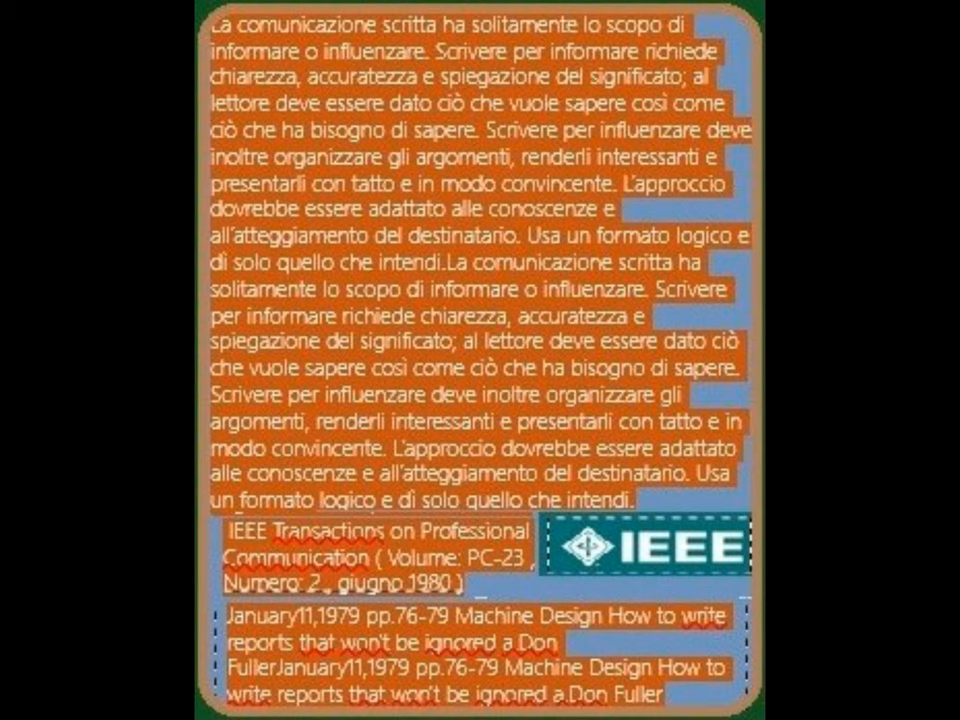 La comunicazione scritta ha solitamente lo scopo di
informare o influenzare. Scrivere per informare richiede
chiarezza, accuratezza e spiegazione del significato; al
lettore deve essere dato ciò che vuole sapere così come
ciò che ha bisogno di sapere. Scrivere per influenzare deve
inoltre organizzare gli argomenti, renderli interessanti e
presentarli con tatto e in modo convincente. L'approccio
dovrebbe essere adattato alle conoscenze e
all'atteggiamento del destinatario. Usa un formato logico e
dì solo quello che intendi.La comunicazione scritta ha
solitamente lo scopo di informare o influenzare. Scrivere
per informare richiede chiarezza, accuratezza e
spiegazione del significato; al lettore deve essere dato ciò
che vuole sapere così come ciò che ha bisogno di sapere.
Scrivere per influenzare deve inoltre organizzare gli
argomenti, renderli interessanti e presentarli con tatto e in
modo convincente. L'approccio dovrebbe essere adattato
alle conoscenze e all'atteggiamento del destinatario. Usa
un formato logico e dì solo quello che intendi.
IEEE Transactions on Professional
Communication ( Volume: PC-23 ,
Numero: 2 , giugno 1980 )
IEEE
January11,1979 pp.76-79 Machine Design How to write
reports that won't be ignored a.Don
FullerJanuary11,1979 pp.76-79 Machine Design How to
write reports that won't be ignored a.Don Fuller